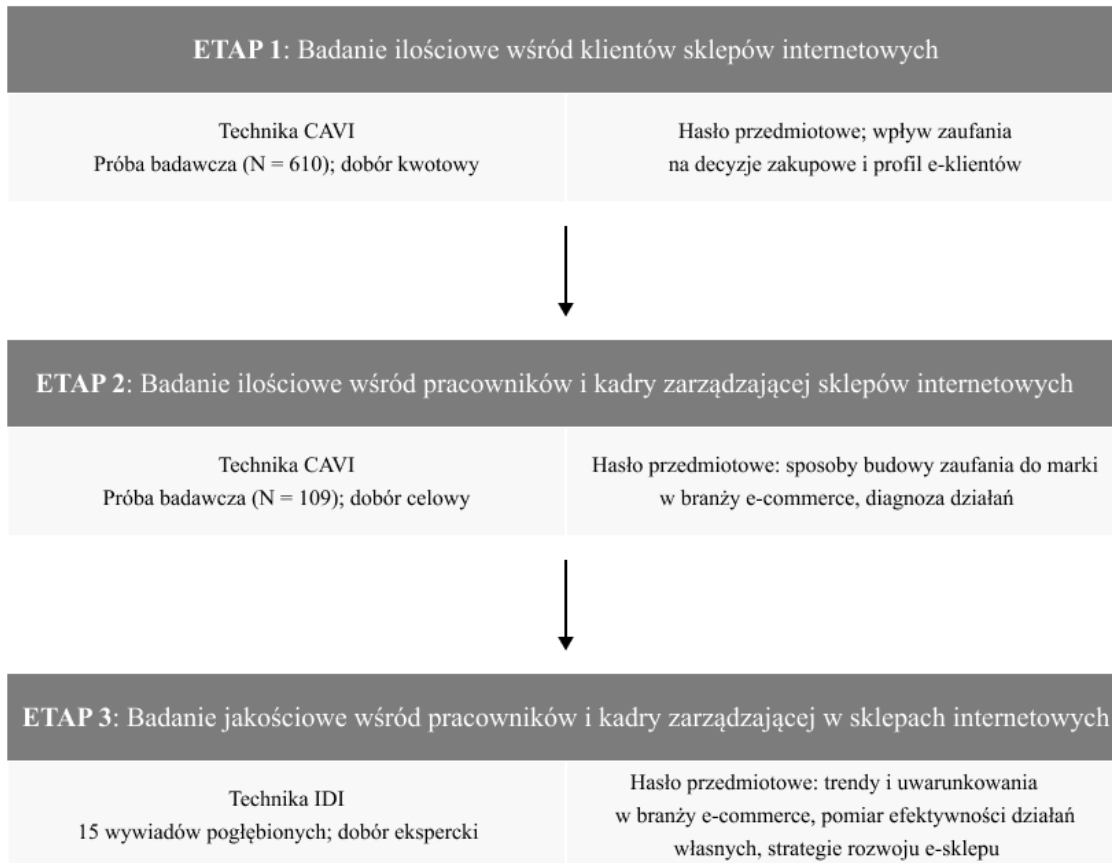 ETAP 1: Badanie ilościowe wśród klientów sklepów internetowych
Technika CAVI
Próba badawcza (N = 610); dobór kwotowy
Hasło przedmiotowe; wpływ zaufania
na decyzje zakupowe i profil e-klientów
ETAP 2: Badanie ilościowe wśród pracowników i kadry zarządzającej sklepów internetowych
Technika CAVI
Próba badawcza (N = 109); dobór celowy
Hasło przedmiotowe: sposoby budowy zaufania do marki
w branży e-commerce, diagnoza działań
ETAP 3: Badanie jakościowe wśród pracowników i kadry zarządzającej w sklepach internetowych
Technika IDI
15 wywiadów pogłębionych; dobór ekspercki
Hasło przedmiotowe: trendy i uwarunkowania
w branży e-commerce, pomiar efektywności działań
własnych, strategie rozwoju e-sklepu